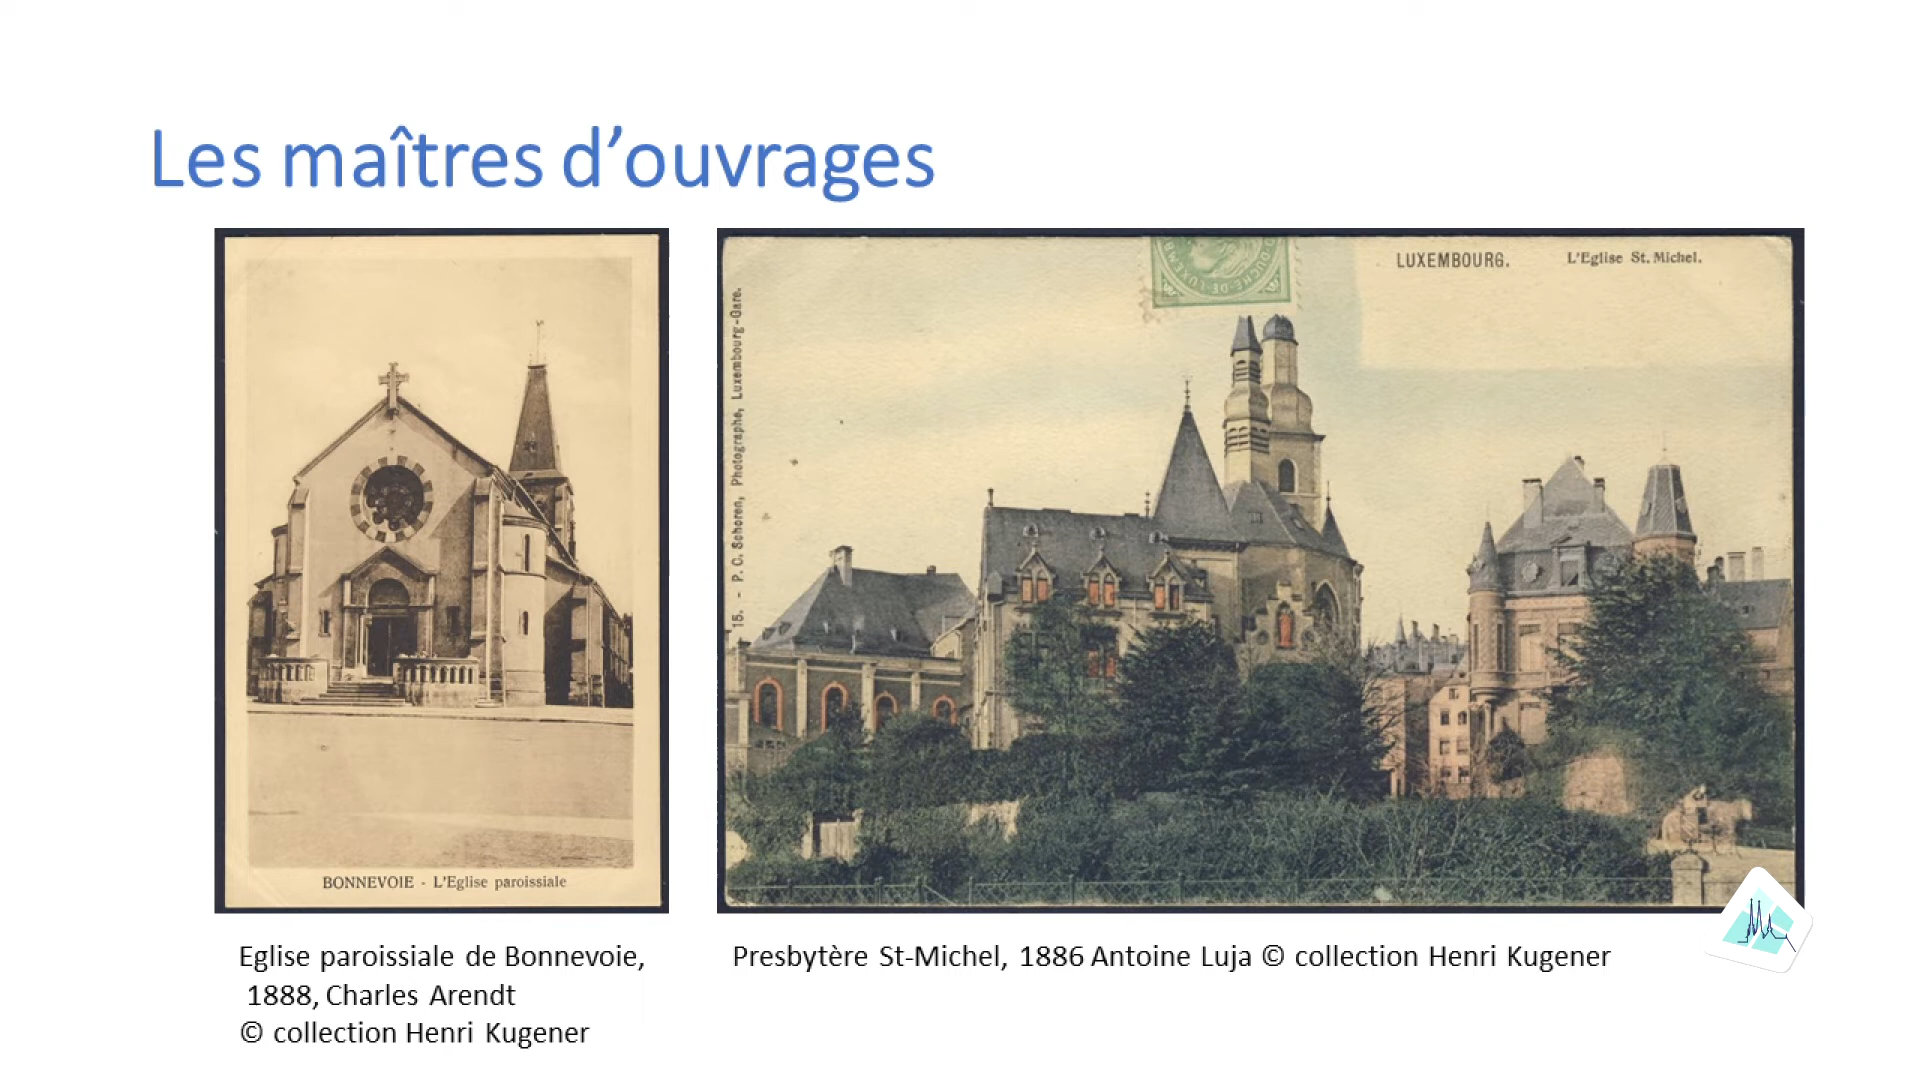 Les maîtres d’ouvrages
LUXEMBOURG. L'Eglise St. Michel.
15. - P. C. Schoren, Photographe, Luxembourg-Gare.
BONNEVOIE - L'Eglise paroissiale
Eglise paroissiale de Bonnevoie,
1888, Charles Arendt
© collection Henri Kugener
Presbytère St-Michel, 1886 Antoine Luja © collection Henri Kugener